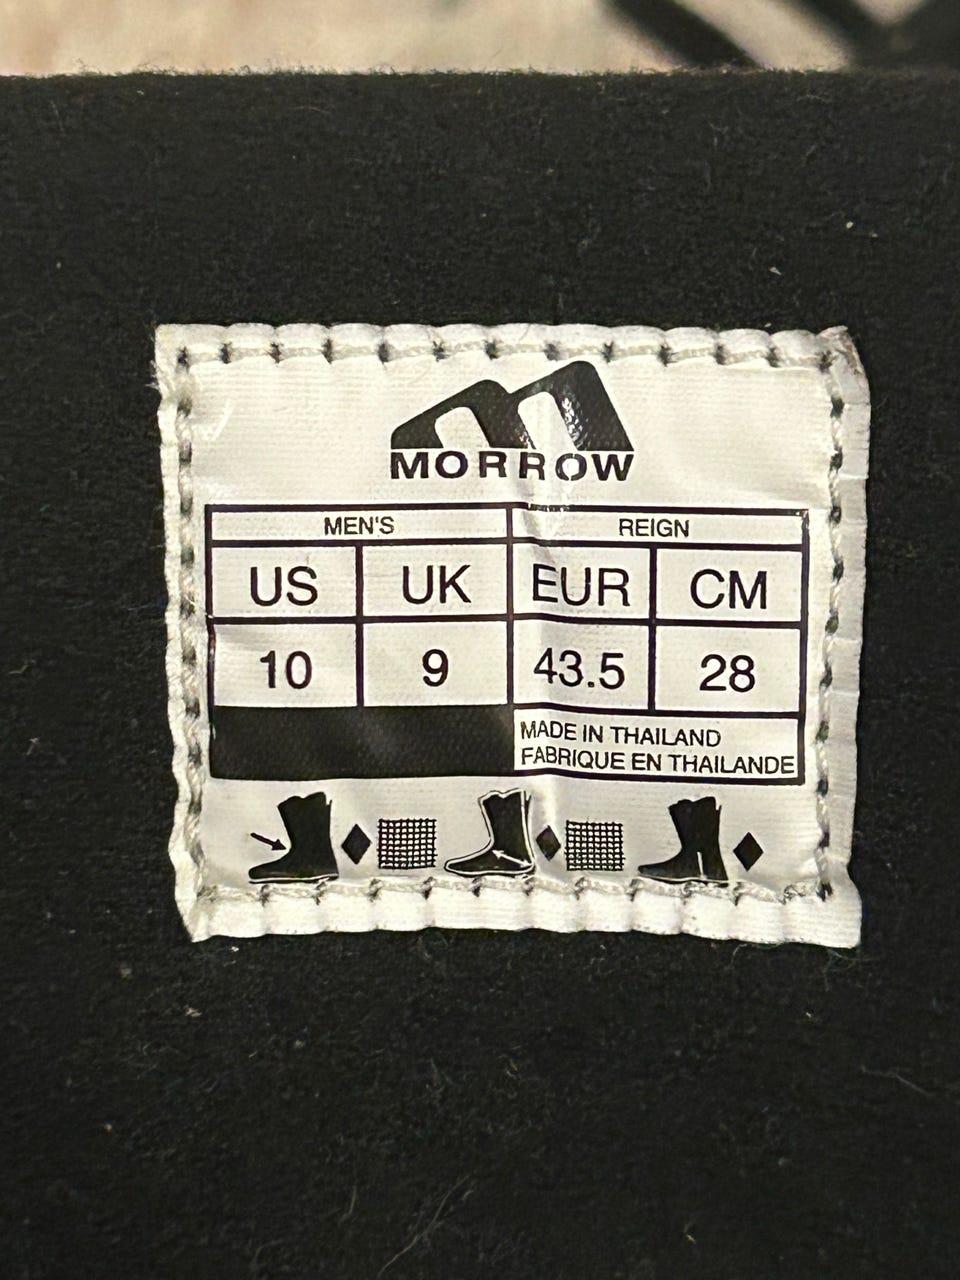 MORROW
MEN'S REIGN
US UK EUR CM
10 9 43.5 28
MADE IN THAILAND
FABRIQUE EN THAILANDE